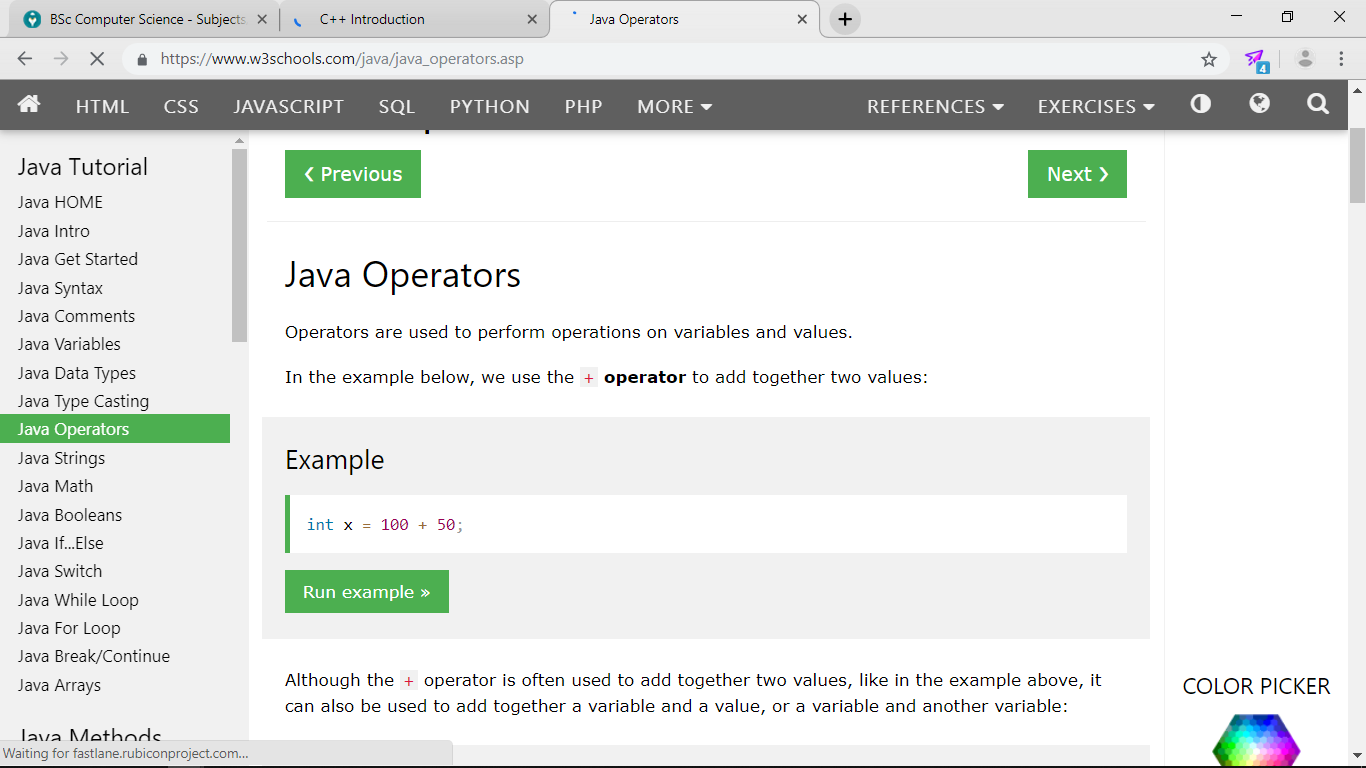 BSc Computer Science - Subjects
C++ Introduction
Java Operators
https://www.w3schools.com/java/java_operators.asp
4
HTML CSS JAVASCRIPT SQL PYTHON PHP MORE REFERENCES EXERCISES
Java Tutorial
Java HOME
Java Intro
Java Get Started
Java Syntax
Java Comments
Java Variables
Java Data Types
Java Type Casting
Java Operators
Java Strings
Java Math
Java Booleans
Java If...Else
Java Switch
Java While Loop
Java For Loop
Java Break/Continue
Java Arrays
Java Methods
❮ Previous
Next ❯
Java Operators
Operators are used to perform operations on variables and values.
In the example below, we use the + operator to add together two values:
Example
int x = 100 + 50;
Run example »
Although the + operator is often used to add together two values, like in the example above, it
can also be used to add together a variable and a value, or a variable and another variable:
COLOR PICKER
Waiting for fastlane.rubiconproject.com...